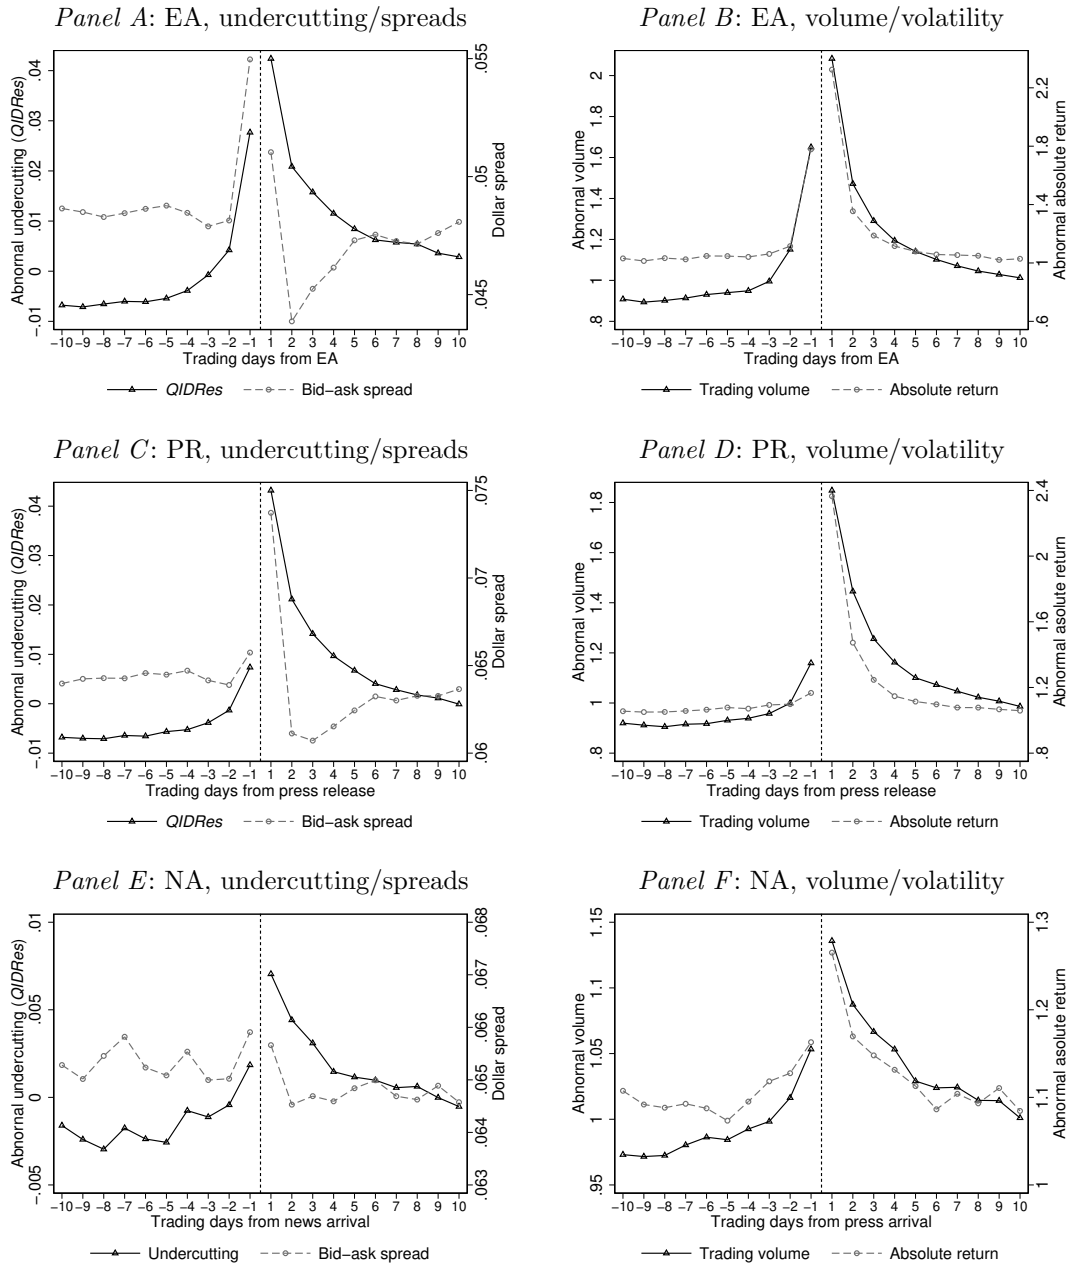 Panel A: EA, undercutting/spreads
Abnornal undercutting (QIDRes)
-.01 0 .01 .02 .03 .04
.045 .05 .055
Dollar spread
-10 -9 -8 -7 -6 -5 -4 -3 -2 -1 1 2 3 4 5 6 7 8 9 10
Trading days from EA
QIDRes Bid-ask spread
Panel B: EA, volume/volatility
Abnornal volume
.8 1 1.2 1.4 1.6 1.8 2
.6 1 1.4 1.8 2.2
Abnormal absolute return
-10 -9 -8 -7 -6 -5 -4 -3 -2 -1 1 2 3 4 5 6 7 8 9 10
Trading days from EA
Trading volume Absolute return
Panel C: PR, undercutting/spreads
Abnornal undercutting (QIDRes)
-.01 0 .01 .02 .03 .04
.06 .065 .07 .075
Dollar spread
-10 -9 -8 -7 -6 -5 -4 -3 -2 -1 1 2 3 4 5 6 7 8 9 10
Trading days from press release
QIDRes Bid-ask spread
Panel D: PR, volume/volatility
Abnornal volume
.8 1 1.2 1.4 1.6 1.8
.8 1.2 1.6 2 2.4
Abnormal asolute return
-10 -9 -8 -7 -6 -5 -4 -3 -2 -1 1 2 3 4 5 6 7 8 9 10
Trading days from press release
Trading volume Absolute return
Panel E: NA, undercutting/spreads
Abnornal undercutting (QIDRes)
-.005 0 .005 .01
.063 .064 .065 .066 .067 .068
Dollar spread
-10 -9 -8 -7 -6 -5 -4 -3 -2 -1 1 2 3 4 5 6 7 8 9 10
Trading days from news arrival
Undercutting Bid-ask spread
Panel F: NA, volume/volatility
Abnornal volume
.95 1 1.05 1.1 1.15
1 1.1 1.2 1.3
Abnormal asolute return
-10 -9 -8 -7 -6 -5 -4 -3 -2 -1 1 2 3 4 5 6 7 8 9 10
Trading days from press arrival
Trading volume Absolute return